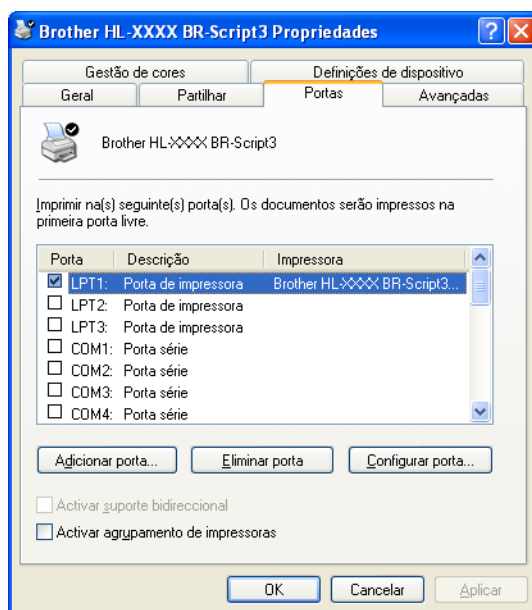 Brother HL-XXXX BR-Script3 Propriedades
Gestão de cores Definições de dispositivo
Geral Partilhar Portas Avançadas
Brother HL-XXXX BR-Script3
Imprimir na(s) seguinte(s) porta(s). Os documentos serão impressos na
primeira porta livre.
Porta Descrição Impressora
LPT1: Porta de impressora Brother HL-XXXX BR-Script3...
LPT2: Porta de impressora
LPT3: Porta de impressora
COM1: Porta série
COM2: Porta série
COM3: Porta série
COM4: Porta série
Adicionar porta... Eliminar porta Configurar porta...
Activar suporte bidireccional
Activar agrupamento de impressoras
OK Cancelar Aplicar